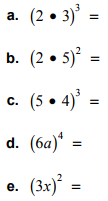 a. (2 • 3)³ =
b. (2 • 5)² =
c. (5 • 4)³ =
d. (6a)⁴ =
e. (3x)² =